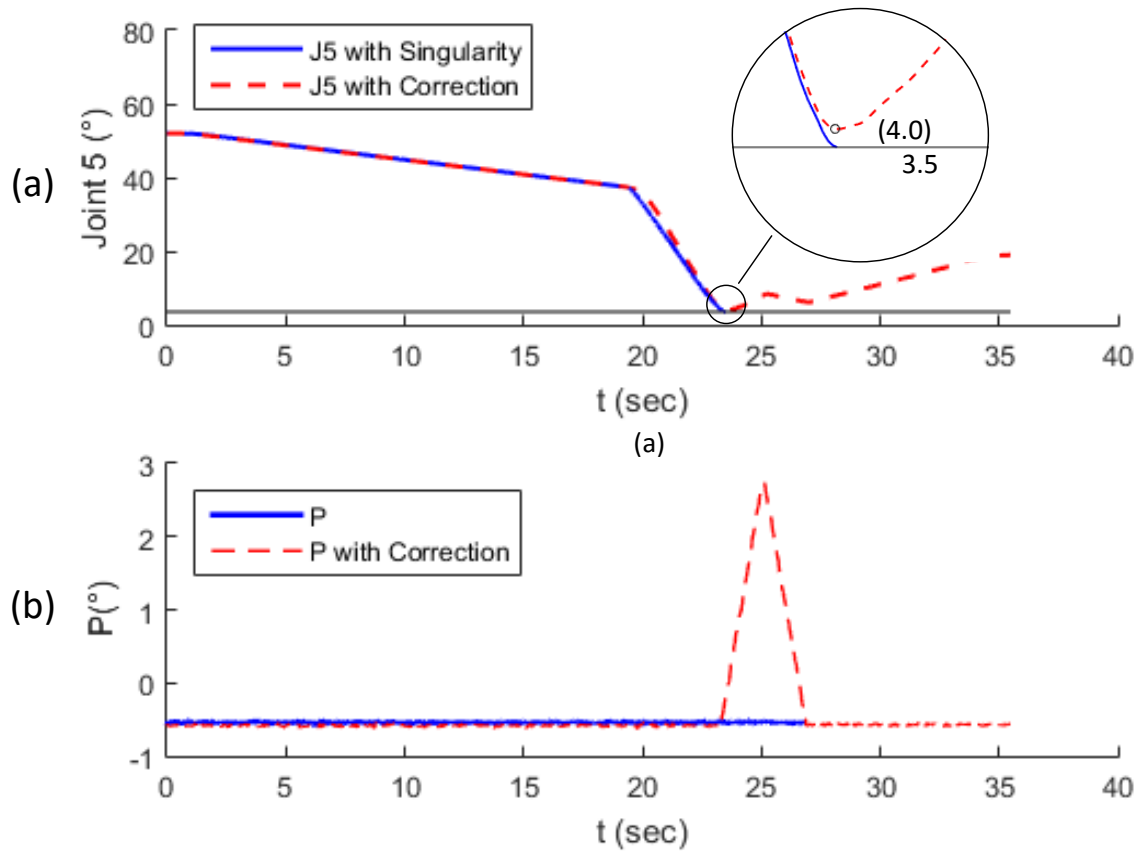 80
J5 with Singularity
J5 with Correction
60
(4.0)
3.5
(a)
Joint 5 (°)
40
20
0
0 5 10 15 20 25 30 35 40
t (sec)
(a)
3
P
2
P with Correction
(b)
P(°)
1
0
-1
0 5 10 15 20 25 30 35 40
t (sec)